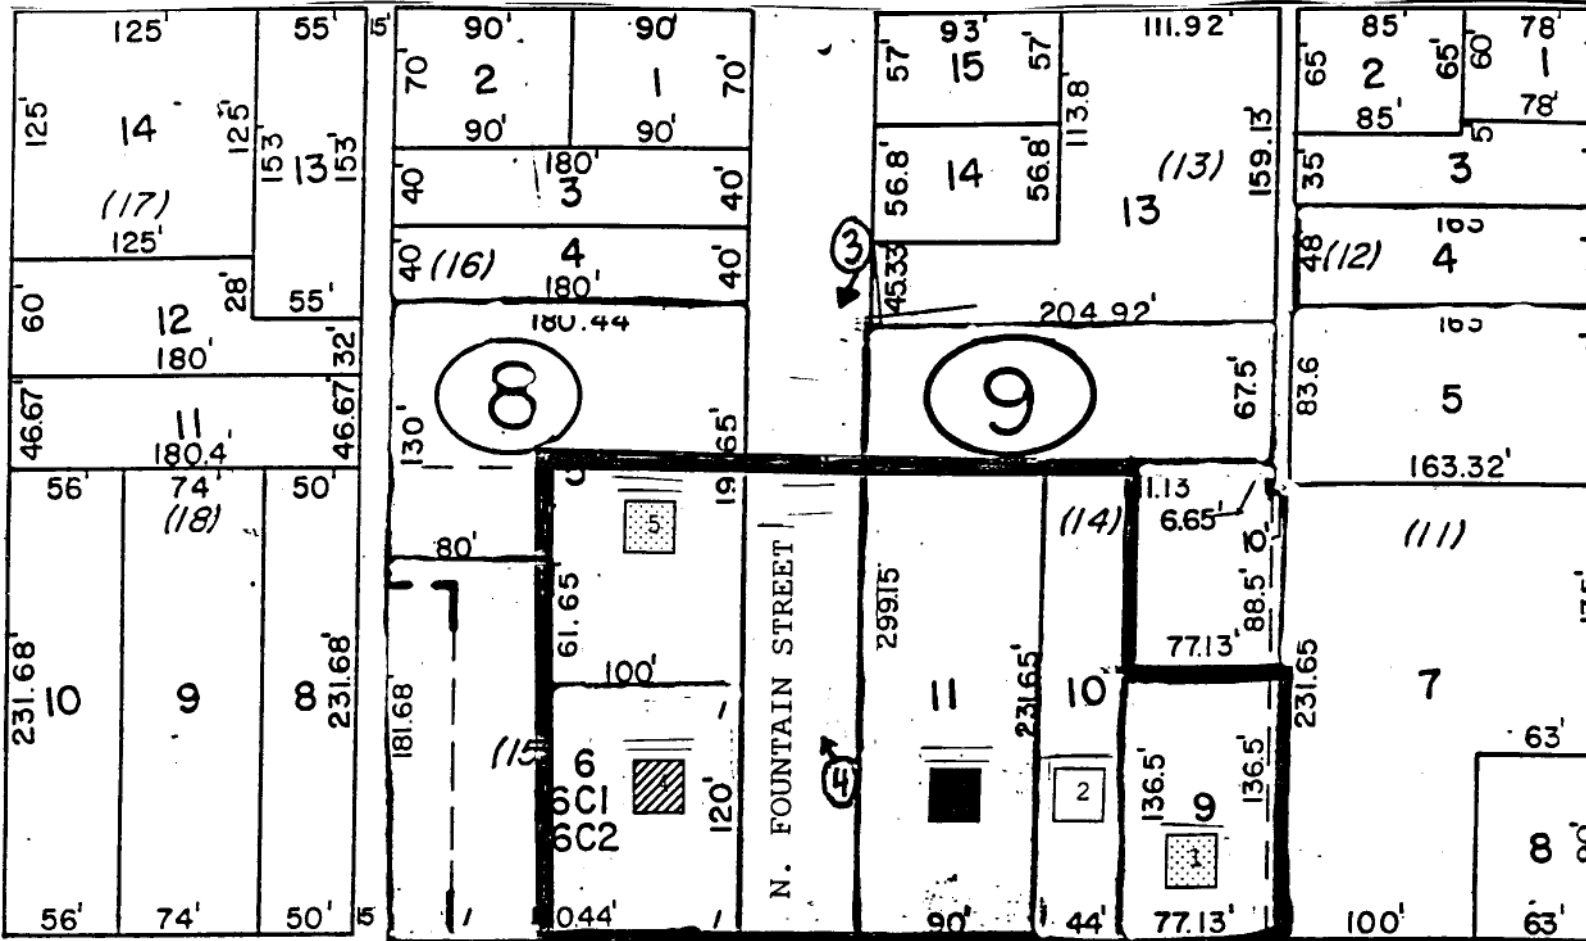 125' 55' 15' 90' 90' 93' 111.92' 85' 78'
125' 14 125' 153' 13 153' 70' 2 1 70' 57' 15 57' 113.8' 159.13' 65' 2 65' 60' 1
90' 90' 85' 78'
(17) 180' 56.8' 14 56.8' (13) 13 5' 35' 3
125' 40' 3 40'
40' (16) 4 40' 3 45.33' 163 48 (12) 4
60' 12 28' 55' 180' 204.92'
180' 32' 180.44 163
46.67' 11 46.67' 130' 8 9 67.5' 83.6 5
180.4' 163.32'
56' 74' 50' 1.13
(18) 5 (14) 6.65' (11)
80' 10'
61.65' 299.15' 88.5'
231.68' 231.68' 100' 231.65' 77.13' 231.65
10 9 8 181.68 11 10 7
N. FOUNTAIN STREET
63'
6 4 4 2 136.5' 9 136.5'
6C1 120'
6C2 1 8 90'
56' 74' 50' 15' 90' 44' 77.13' 100' 63'